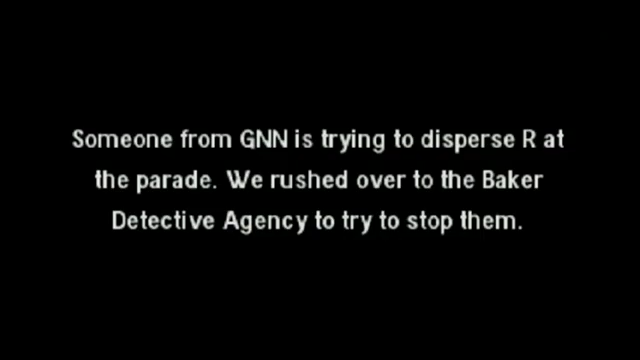 Someone from GNN is trying to disperse R at
the parade. We rushed over to the Baker
Detective Agency to try to stop them.